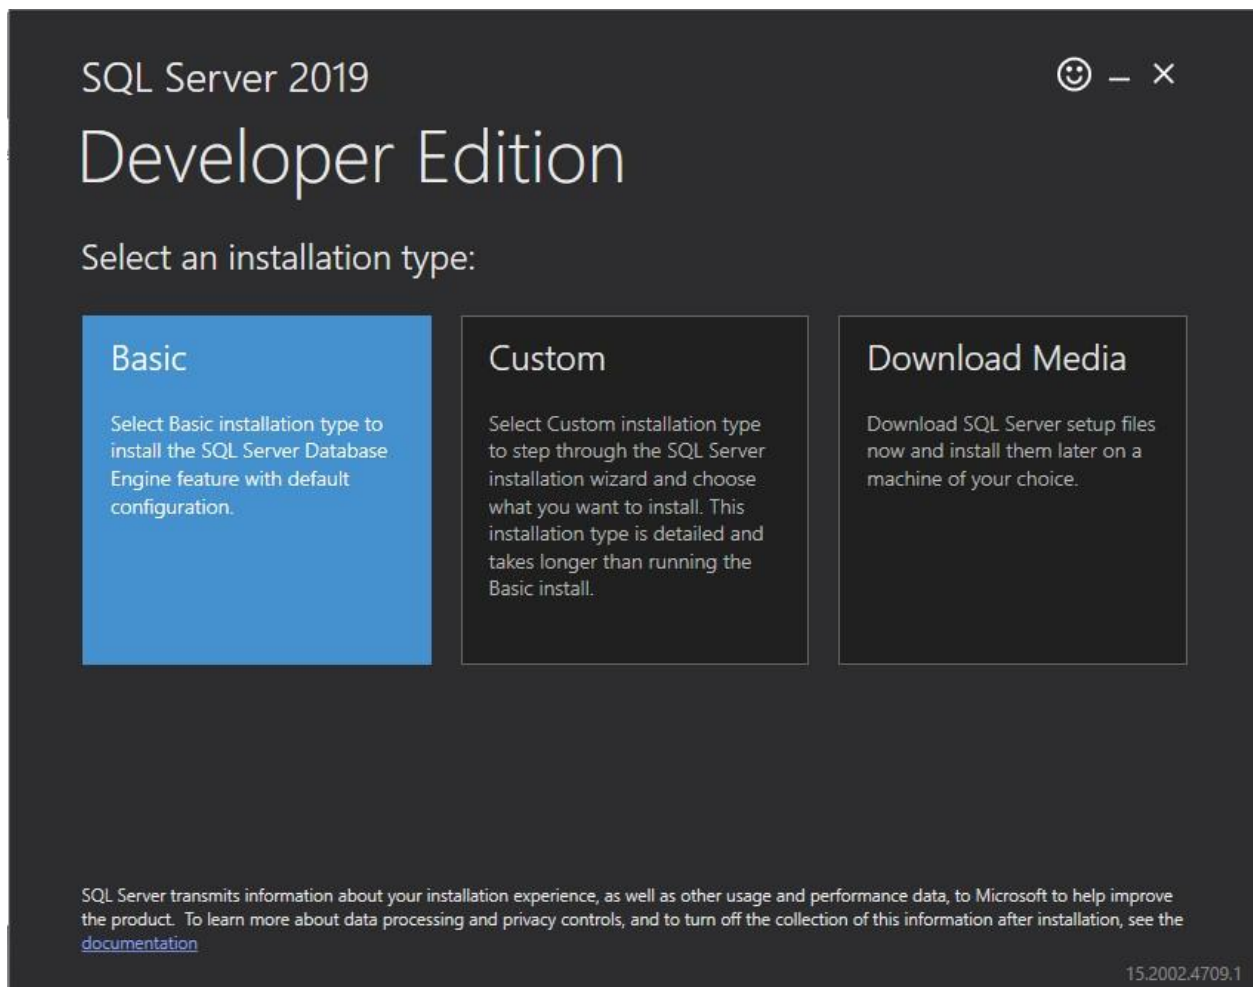 SQL Server 2019
Developer Edition
Select an installation type:
Basic
Select Basic installation type to
install the SQL Server Database
Engine feature with default
configuration.
Custom
Select Custom installation type
to step through the SQL Server
installation wizard and choose
what you want to install. This
installation type is detailed and
takes longer than running the
Basic install.
Download Media
Download SQL Server setup files
now and install them later on a
machine of your choice.
SQL Server transmits information about your installation experience, as well as other usage and performance data, to Microsoft to help improve
the product.  To learn more about data processing and privacy controls, and to turn off the collection of this information after installation, see the
documentation
15.2002.4709.1